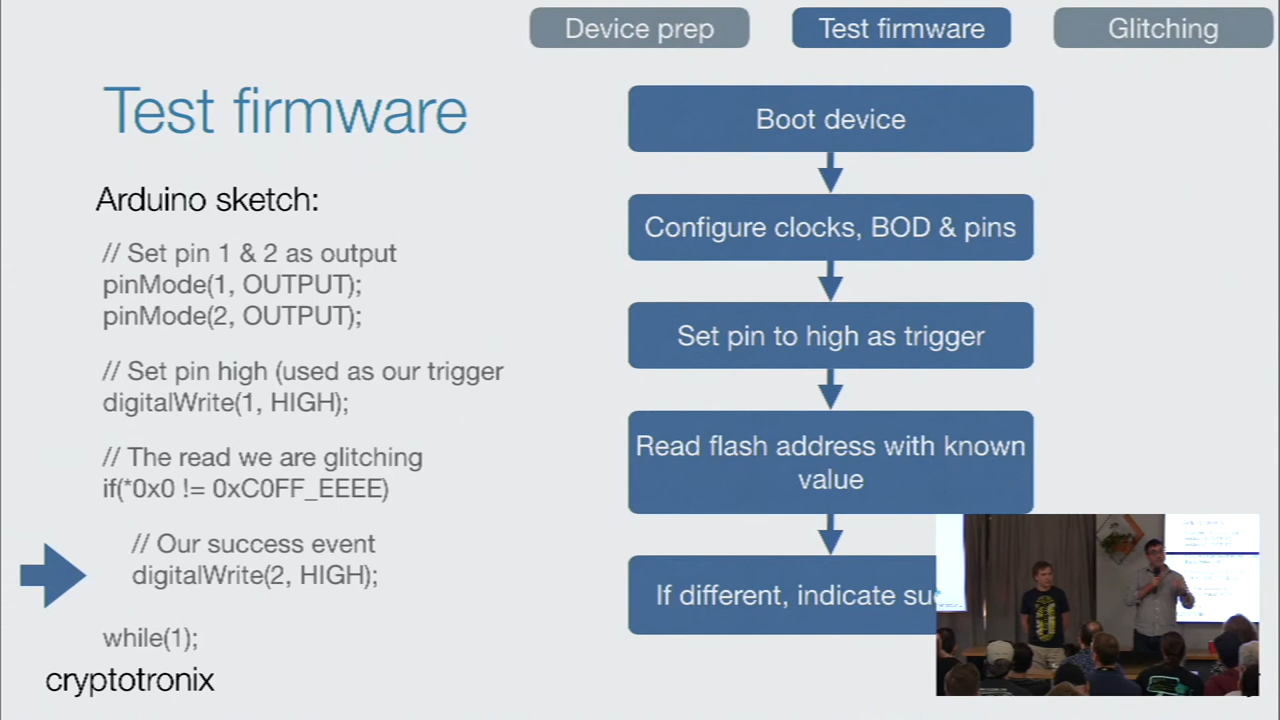 Device prep
Test firmware
Glitching
Test firmware
Arduino sketch:
// Set pin 1 & 2 as output
pinMode(1, OUTPUT);
pinMode(2, OUTPUT);
// Set pin high (used as our trigger
digitalWrite(1, HIGH);
// The read we are glitching
if(*0x0 != 0xC0FF_EEEE)
// Our success event
digitalWrite(2, HIGH);
while(1);
cryptotronix
Boot device
Configure clocks, BOD & pins
Set pin to high as trigger
Read flash address with known
value
If different, indicate